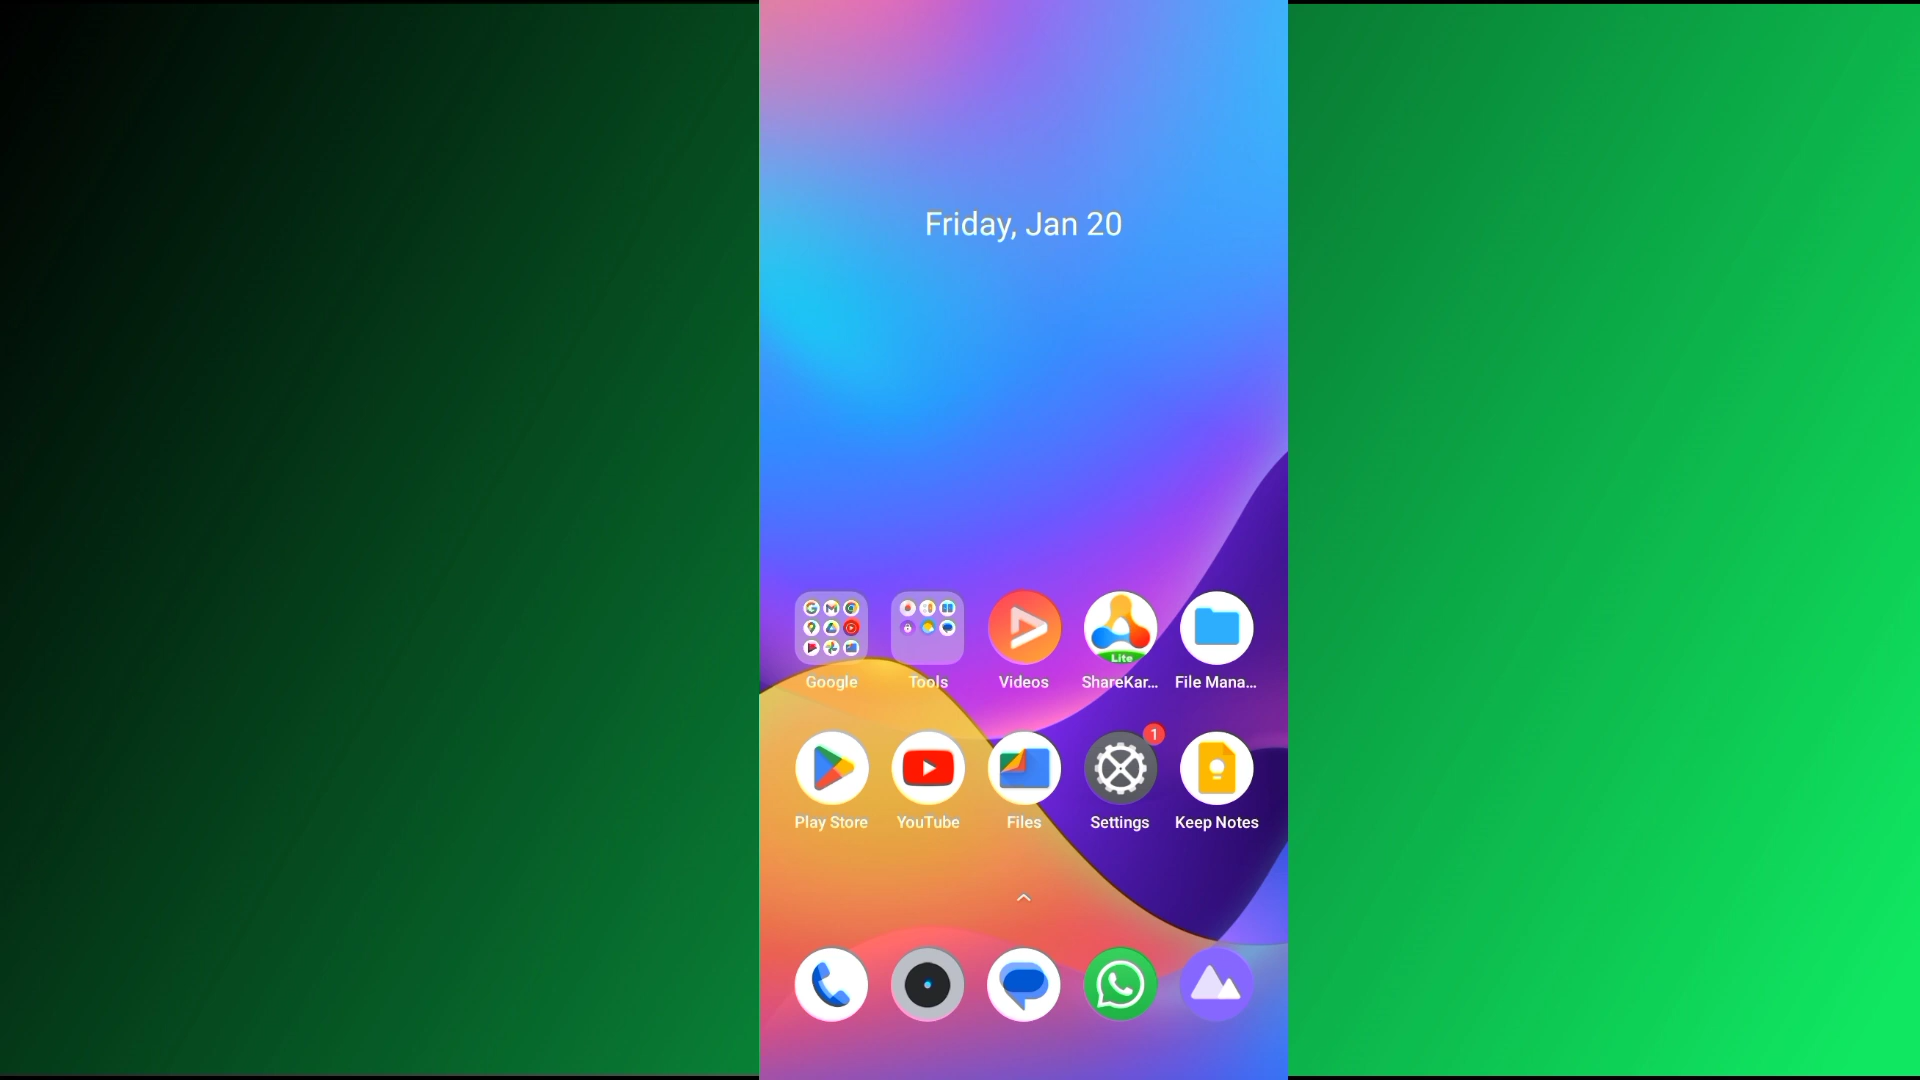 Friday, Jan 20
Google Tools Videos ShareKar... File Mana...
Lite
1
Play Store YouTube Files Settings Keep Notes